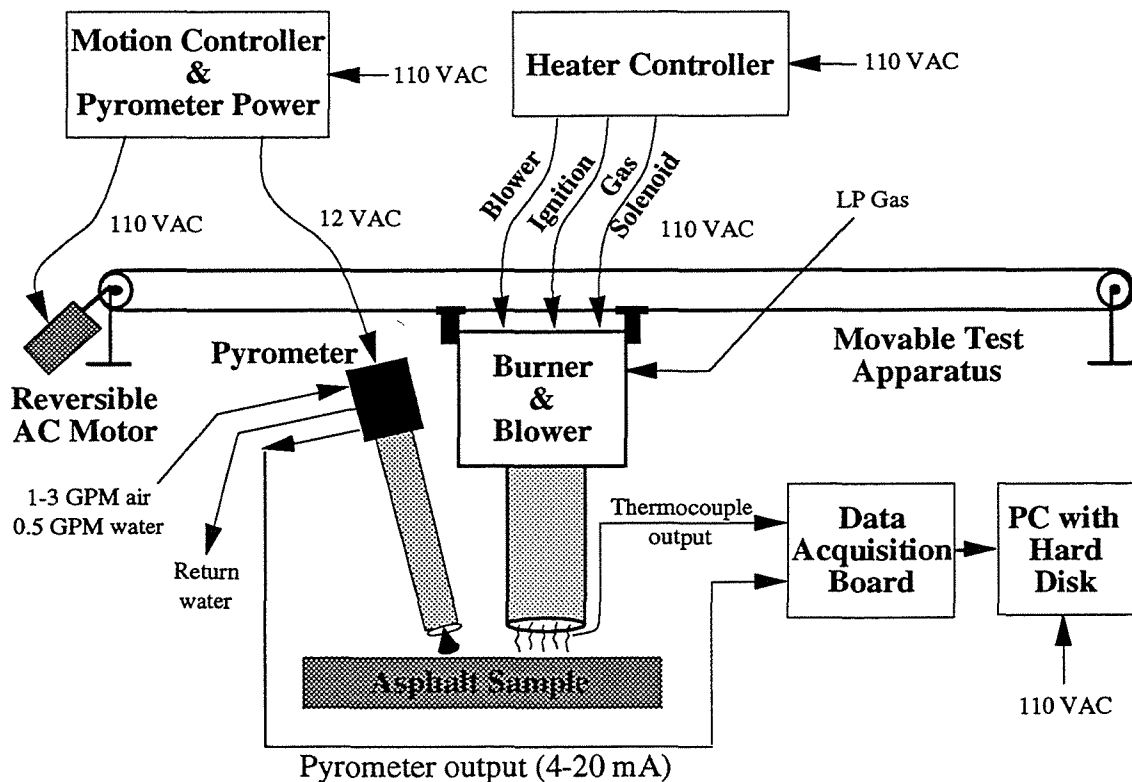 Motion Controller
&
Pyrometer Power
110 VAC
Heater Controller
110 VAC
Blower
Ignition
Gas
Solenoid
110 VAC
12 VAC
110 VAC
LP Gas
Pyrometer
Burner
&
Blower
Movable Test
Apparatus
Reversible
AC Motor
1-3 GPM air
0.5 GPM water
Return
water
Thermocouple
output
Data
Acquisition
Board
PC with
Hard
Disk
Asphalt Sample
110 VAC
Pyrometer output (4-20 mA)